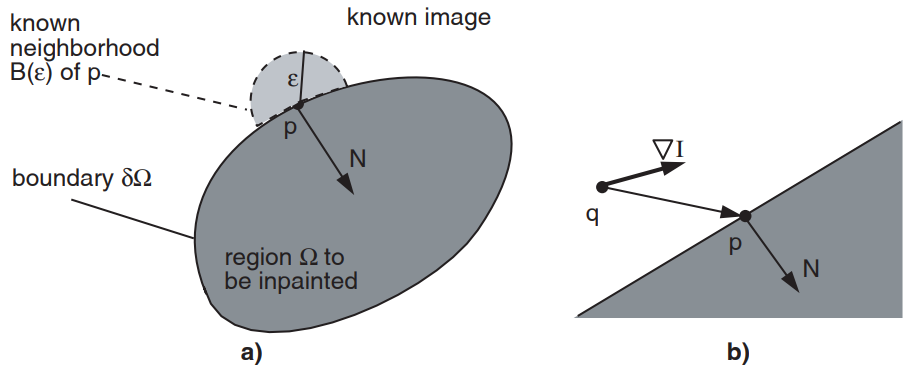 known
neighborhood
B(ε) of p
known image
ε
p
N
boundary δΩ
region Ω to
be inpainted
a)
∇I
q
p
N
b)